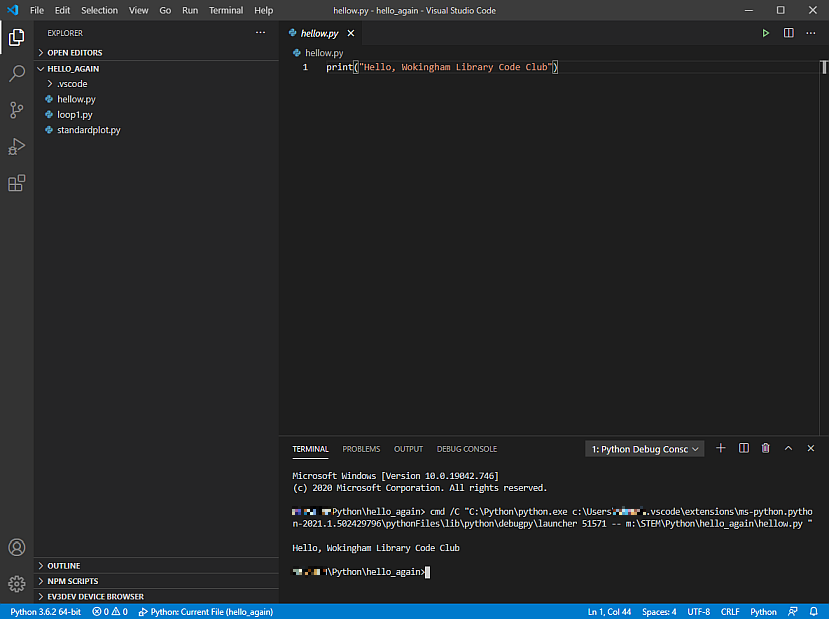 File Edit Selection View Go Run Terminal Help hellow.py - hello_again - Visual Studio Code
EXPLORER
OPEN EDITORS
HELLO_AGAIN
.vscode
hellow.py
loop1.py
standardplot.py
OUTLINE
NPM SCRIPTS
EV3DEV DEVICE BROWSER
hellow.py
hellow.py
1 print("Hello, Wokingham Library Code Club")
TERMINAL PROBLEMS OUTPUT DEBUG CONSOLE 1: Python Debug Consc
Microsoft Windows [Version 10.0.19042.746]
(c) 2020 Microsoft Corporation. All rights reserved.
Python\hello_again> cmd /C "C:\Python\python.exe c:\Users\ .vscode\extensions\ms-python.pytho
n-2021.1.502429796\pythonFiles\lib\python\debugpy\launcher 51571 -- m:\STEM\Python\hello_again\hellow.py "
Hello, Wokingham Library Code Club
\Python\hello_again>
Python 3.6.2 64-bit 0 0 Python: Current File (hello_again) Ln 1, Col 44 Spaces: 4 UTF-8 CRLF Python